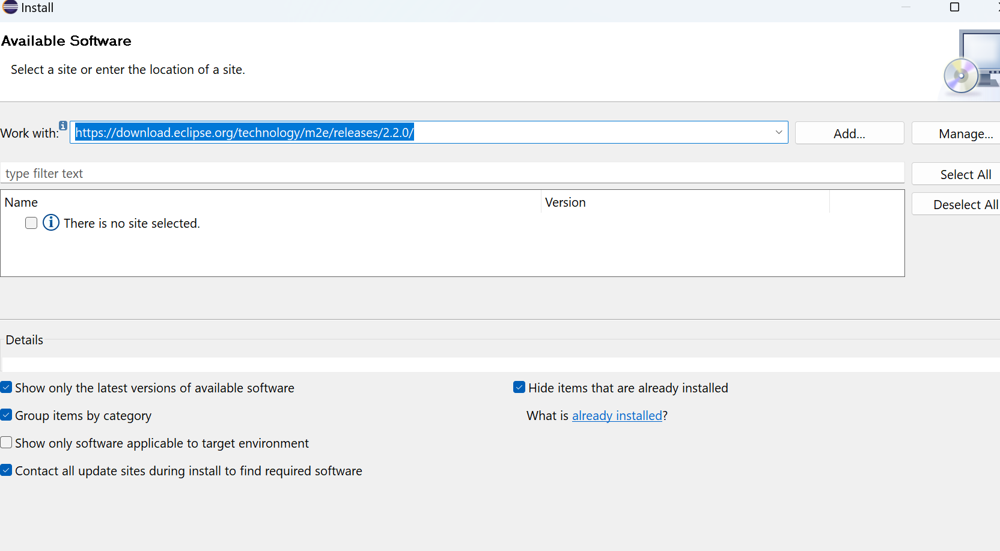 Install
Available Software
Select a site or enter the location of a site.
Work with: https://download.eclipse.org/technology/m2e/releases/2.2.0/ Add... Manage...
type filter text Select All
Name Version Deselect All
There is no site selected.
Details
Show only the latest versions of available software Hide items that are already installed
Group items by category What is already installed?
Show only software applicable to target environment
Contact all update sites during install to find required software